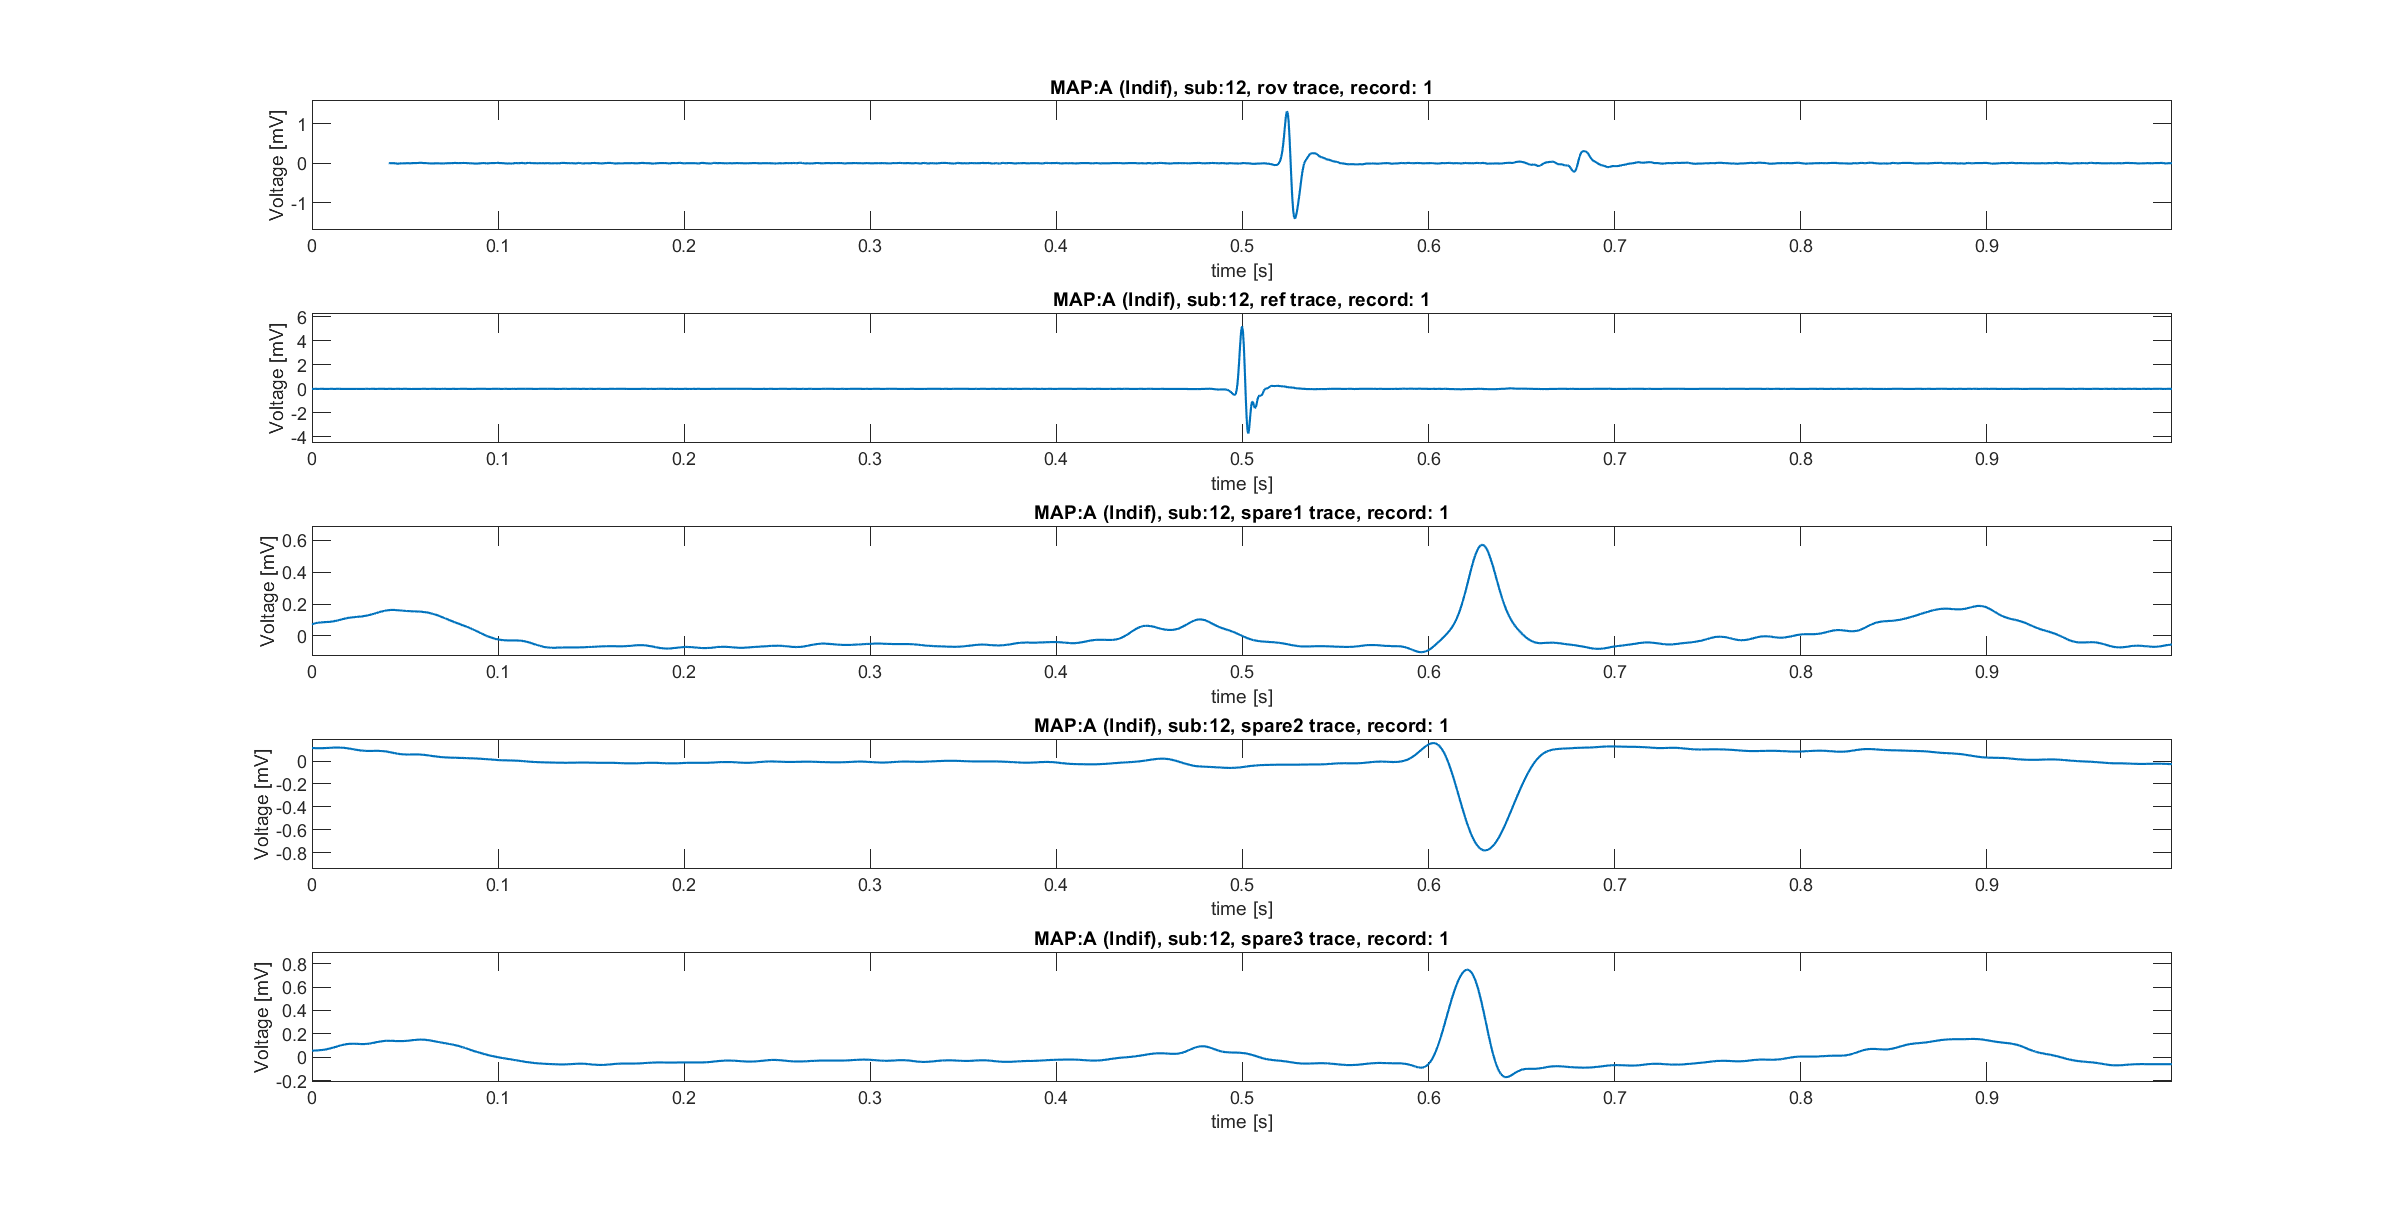 MAP:A (Indif), sub:12, rov trace, record: 1
Voltage [mV]
1
0
-1
0 0.1 0.2 0.3 0.4 0.5 0.6 0.7 0.8 0.9
time [s]
MAP:A (Indif), sub:12, ref trace, record: 1
Voltage [mV]
6
4
2
0
-2
-4
0 0.1 0.2 0.3 0.4 0.5 0.6 0.7 0.8 0.9
time [s]
MAP:A (Indif), sub:12, spare1 trace, record: 1
Voltage [mV]
0.6
0.4
0.2
0
0 0.1 0.2 0.3 0.4 0.5 0.6 0.7 0.8 0.9
time [s]
MAP:A (Indif), sub:12, spare2 trace, record: 1
Voltage [mV]
0
-0.2
-0.4
-0.6
-0.8
0 0.1 0.2 0.3 0.4 0.5 0.6 0.7 0.8 0.9
time [s]
MAP:A (Indif), sub:12, spare3 trace, record: 1
Voltage [mV]
0.8
0.6
0.4
0.2
0
-0.2
0 0.1 0.2 0.3 0.4 0.5 0.6 0.7 0.8 0.9
time [s]